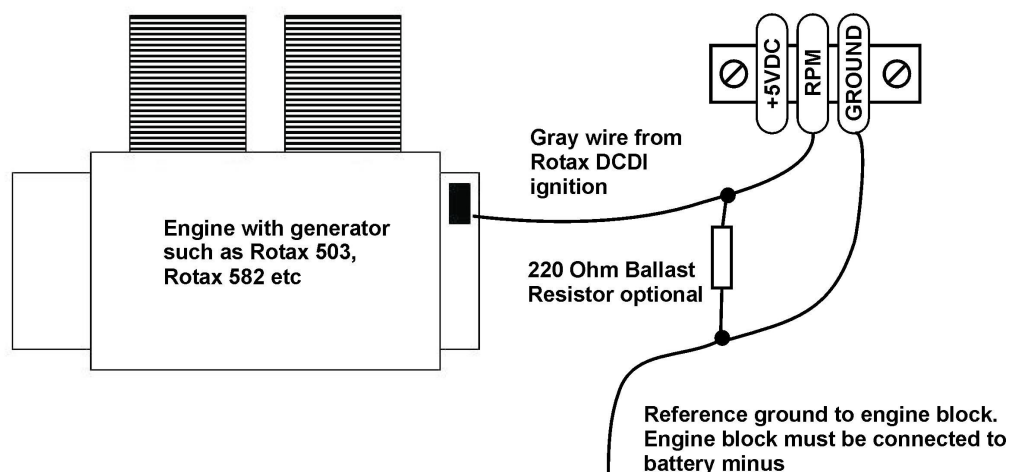 +5VDC
RPM
GROUND
Gray wire from
Rotax DCDI
ignition
Engine with generator
such as Rotax 503,
Rotax 582 etc
220 Ohm Ballast
Resistor optional
Reference ground to engine block.
Engine block must be connected to
battery minus